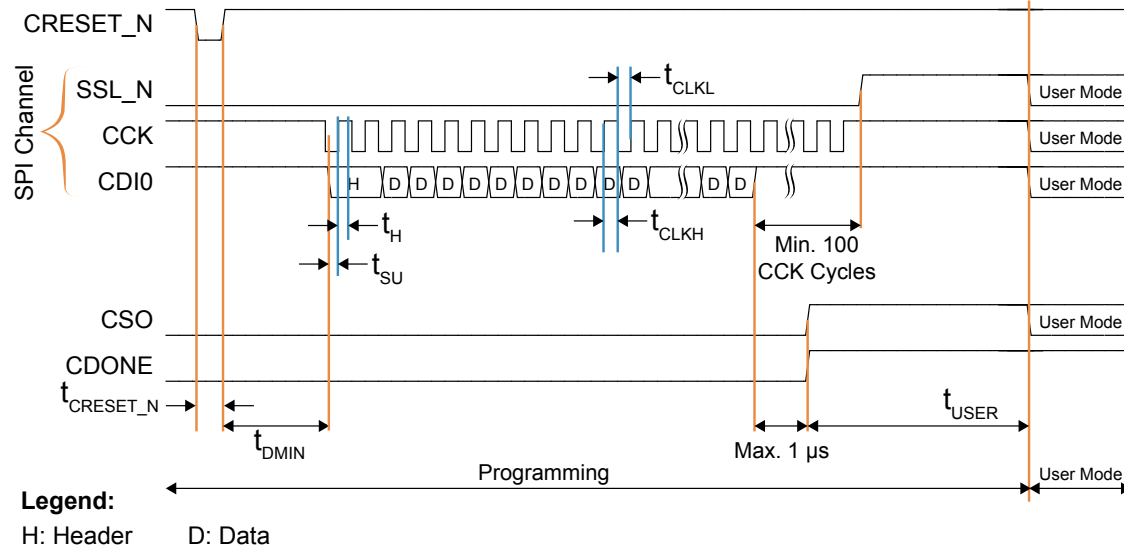 CRESET_N
SPI Channel
SSL_N
t_CLKL
User Mode
CCK
User Mode
CDI0
H D D D D D D D D D D D D
User Mode
t_H
t_CLKH
Min. 100
CCK Cycles
t_SU
CSO
User Mode
CDONE
t_CRESET_N
t_USER
t_DMIN
Max. 1 µs
Programming
User Mode
Legend:
H: Header D: Data